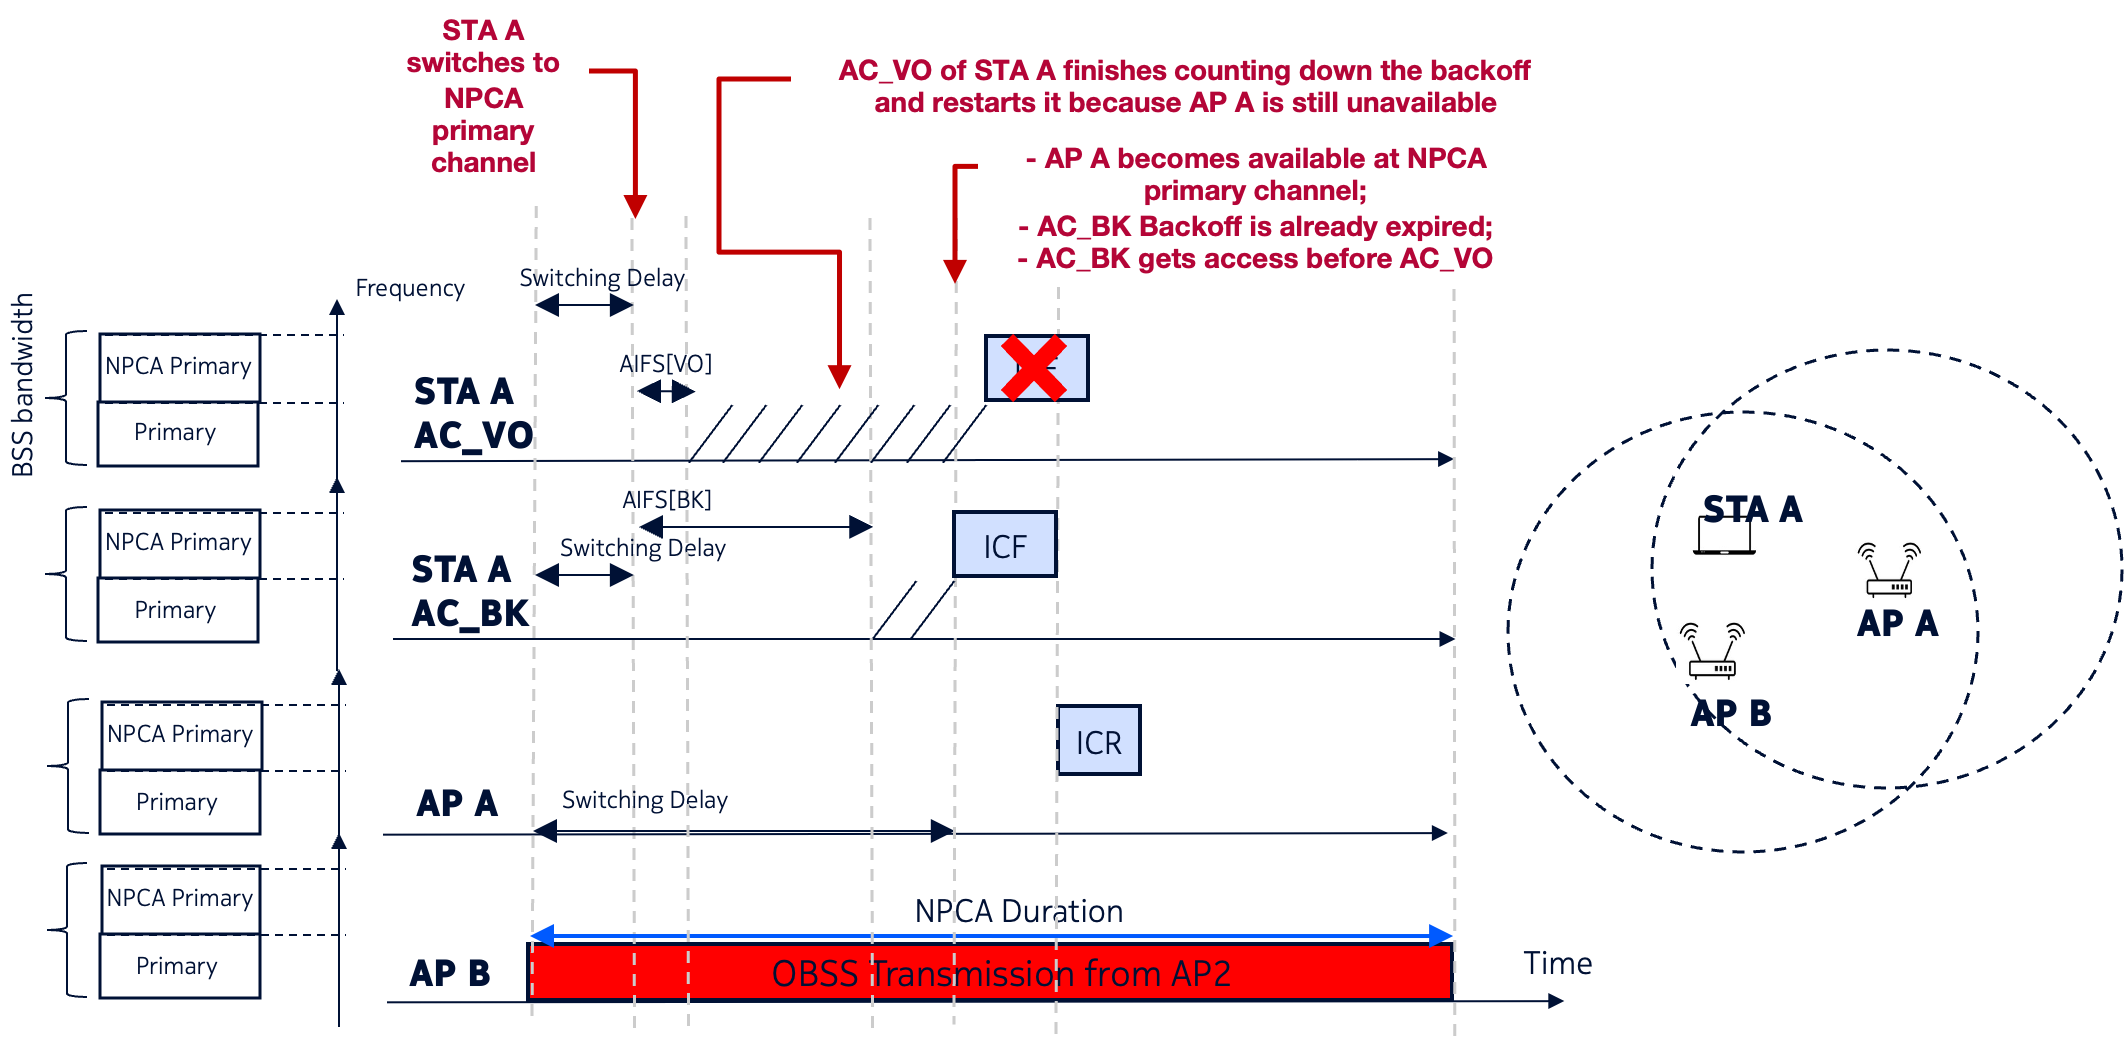 STA A
switches to
NPCA
primary
channel
AC_VO of STA A finishes counting down the backoff
and restarts it because AP A is still unavailable
- AP A becomes available at NPCA
primary channel;
- AC_BK Backoff is already expired;
- AC_BK gets access before AC_VO
Switching Delay
Frequency
BSS bandwidth
NPCA Primary
Primary
AIFS[VO]
STA A
AC_VO
AIFS[BK]
NPCA Primary
Primary
Switching Delay
STA A
AC_BK
ICF
STA A
AP A
AP B
NPCA Primary
Primary
ICR
Switching Delay
AP A
NPCA Primary
Primary
NPCA Duration
AP B
OBSS Transmission from AP2
Time